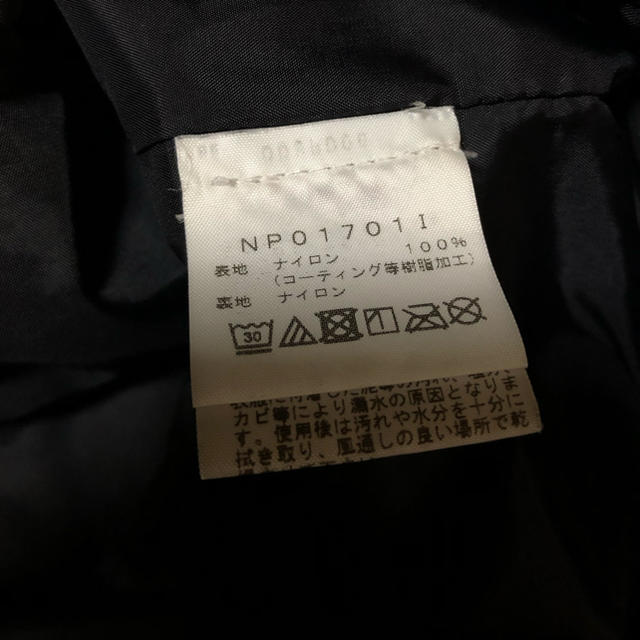 NP01701I
表地 ナイロン 100%
(コーティング等樹脂加工)
裏地 ナイロン
30
カビ等により漏水の原因となりま
す。使用後は汚れや水分を十分に
拭き取り、風通しの良い場所で乾